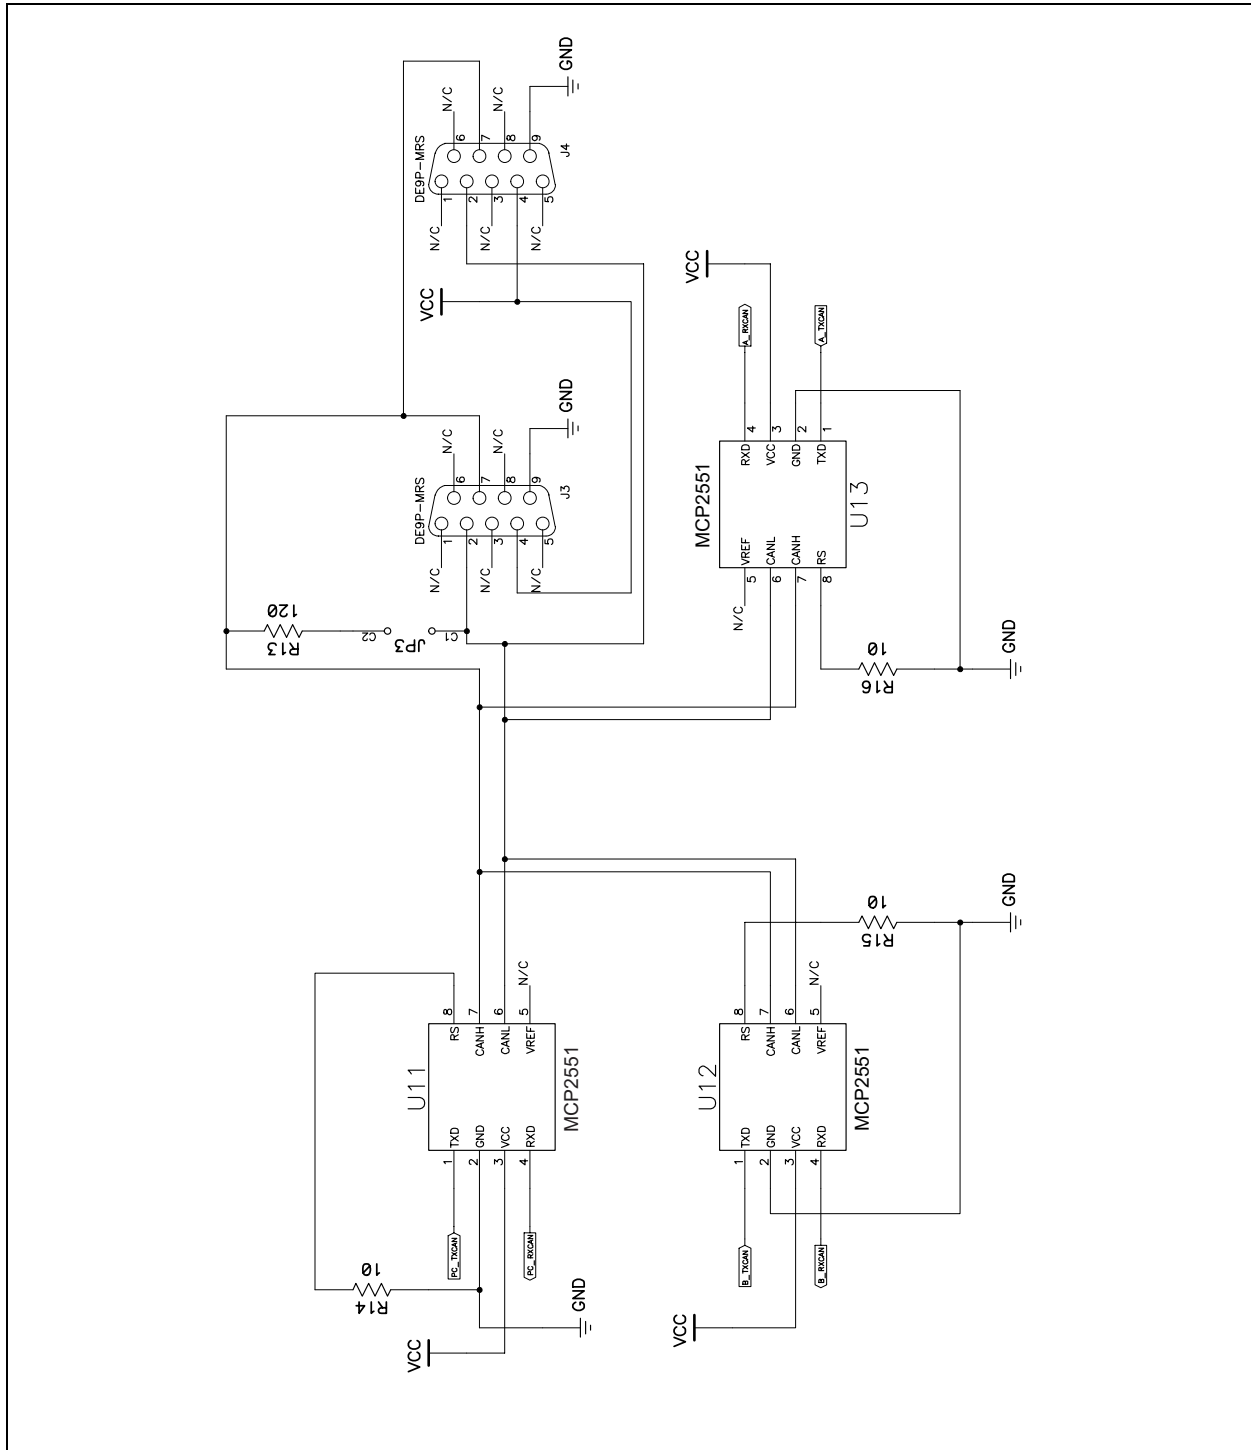 GND
N/C
N/C
6
7
8
9
DE9P-MRS
J4
1
2
3
4
5
N/C
N/C
N/C
VCC
VCC
A_RXCAN
A_TXCAN
GND
N/C
N/C
6
7
8
9
DE9P-MRS
J3
1
2
3
4
5
N/C
N/C
N/C
4
3
2
1
RXD
VCC
GND
TXD
MCP2551
U13
VREF
CANL
CANH
RS
5
6
7
8
N/C
120
R13
C2
JP3
C1
10
R16
GND
10
R15
GND
N/C
8
7
6
5
RS
CANH
CANL
VREF
U11
MCP2551
TXD
GND
VCC
RXD
1
2
3
4
PC_TXCAN
PC_RXCAN
10
R14
GND
VCC
N/C
8
7
6
5
RS
CANH
CANL
VREF
U12
MCP2551
TXD
GND
VCC
RXD
1
2
3
4
B_TXCAN
B_RXCAN
VCC